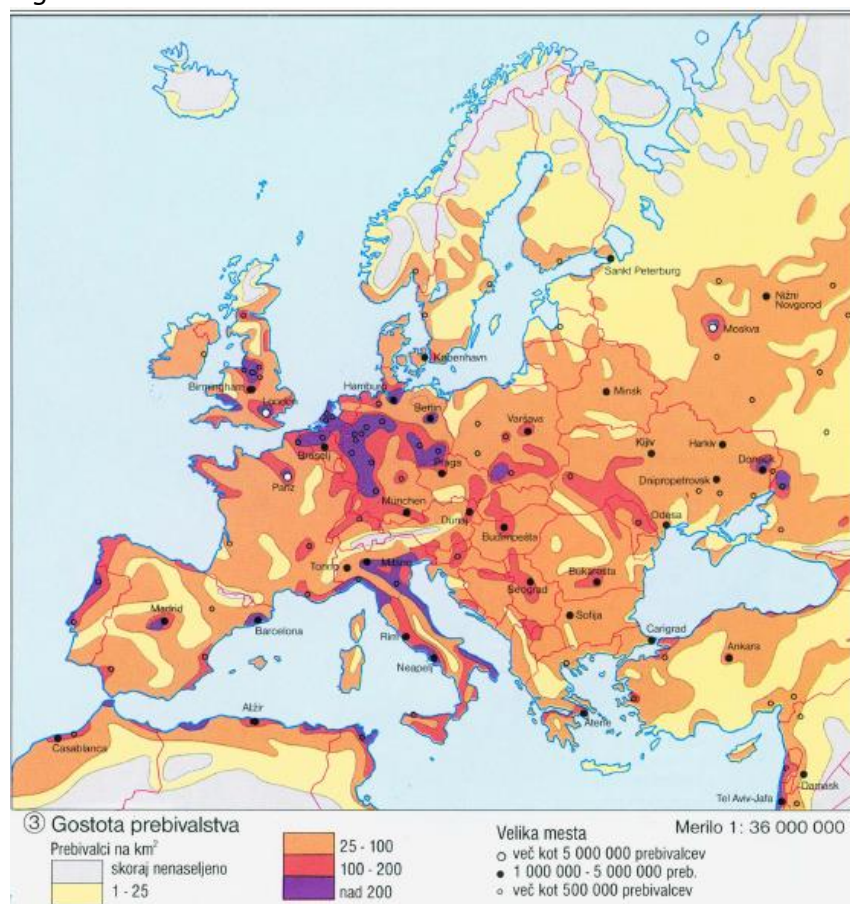 Sankt Peterburg
Nižni
Novgorod
Moskva
København
Birmingham
Hamburg
London
Berlin
Minsk
Varšava
Bruselj
Kijiv
Harkiv
Praga
Doneck
Pariz
Dnipropetrovsk
München
Dunaj
Odesa
Budimpešta
Torino
Milano
Beograd
Bukarešta
Madrid
Barcelona
Sofija
Rim
Carigrad
Neapelj
Ankara
Alžir
Atene
Casablanca
Damask
Tel Aviv-Jafa
③ Gostota prebivalstva
Prebivalci na km²
skoraj nenaseljeno
1 - 25
25 - 100
100 - 200
nad 200
Velika mesta
več kot 5 000 000 prebivalcev
1 000 000 - 5 000 000 preb.
več kot 500 000 prebivalcev
Merilo 1: 36 000 000